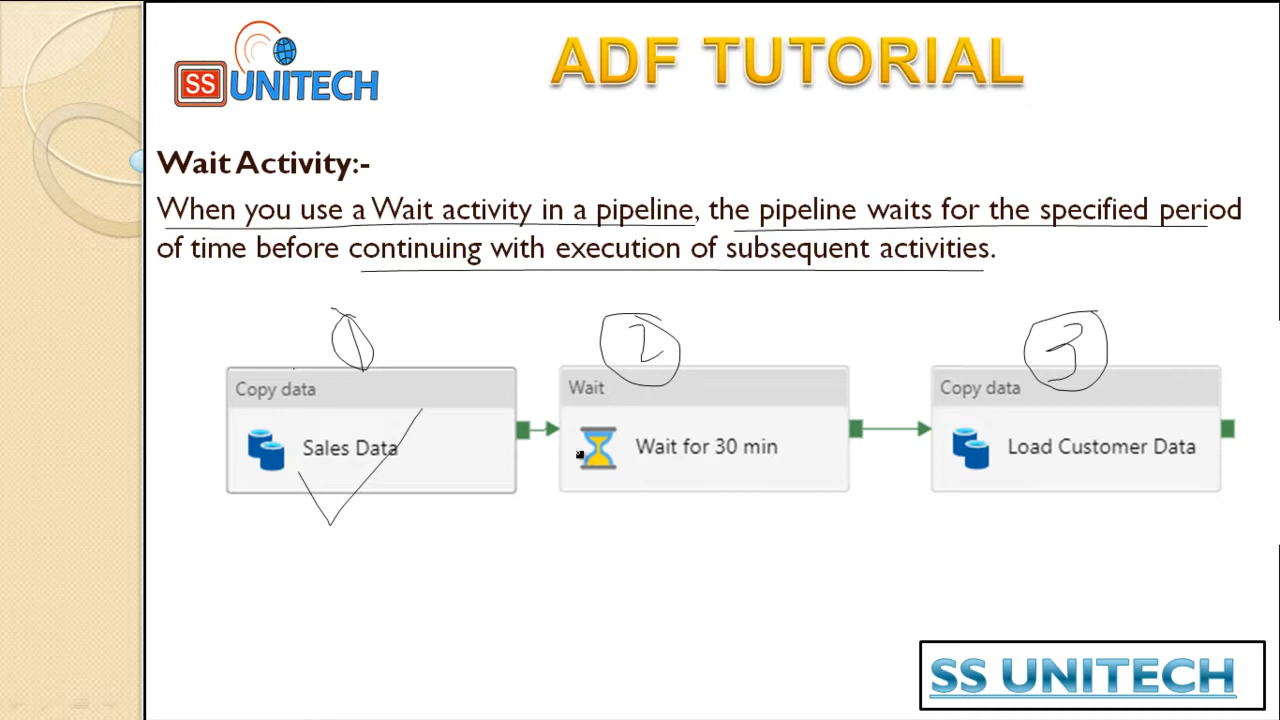 SS UNITECH
ADF TUTORIAL
Wait Activity:-
When you use a Wait activity in a pipeline, the pipeline waits for the specified period
of time before continuing with execution of subsequent activities.
1
2
3
Copy data
Sales Data
Wait
Wait for 30 min
Copy data
Load Customer Data
SS UNITECH